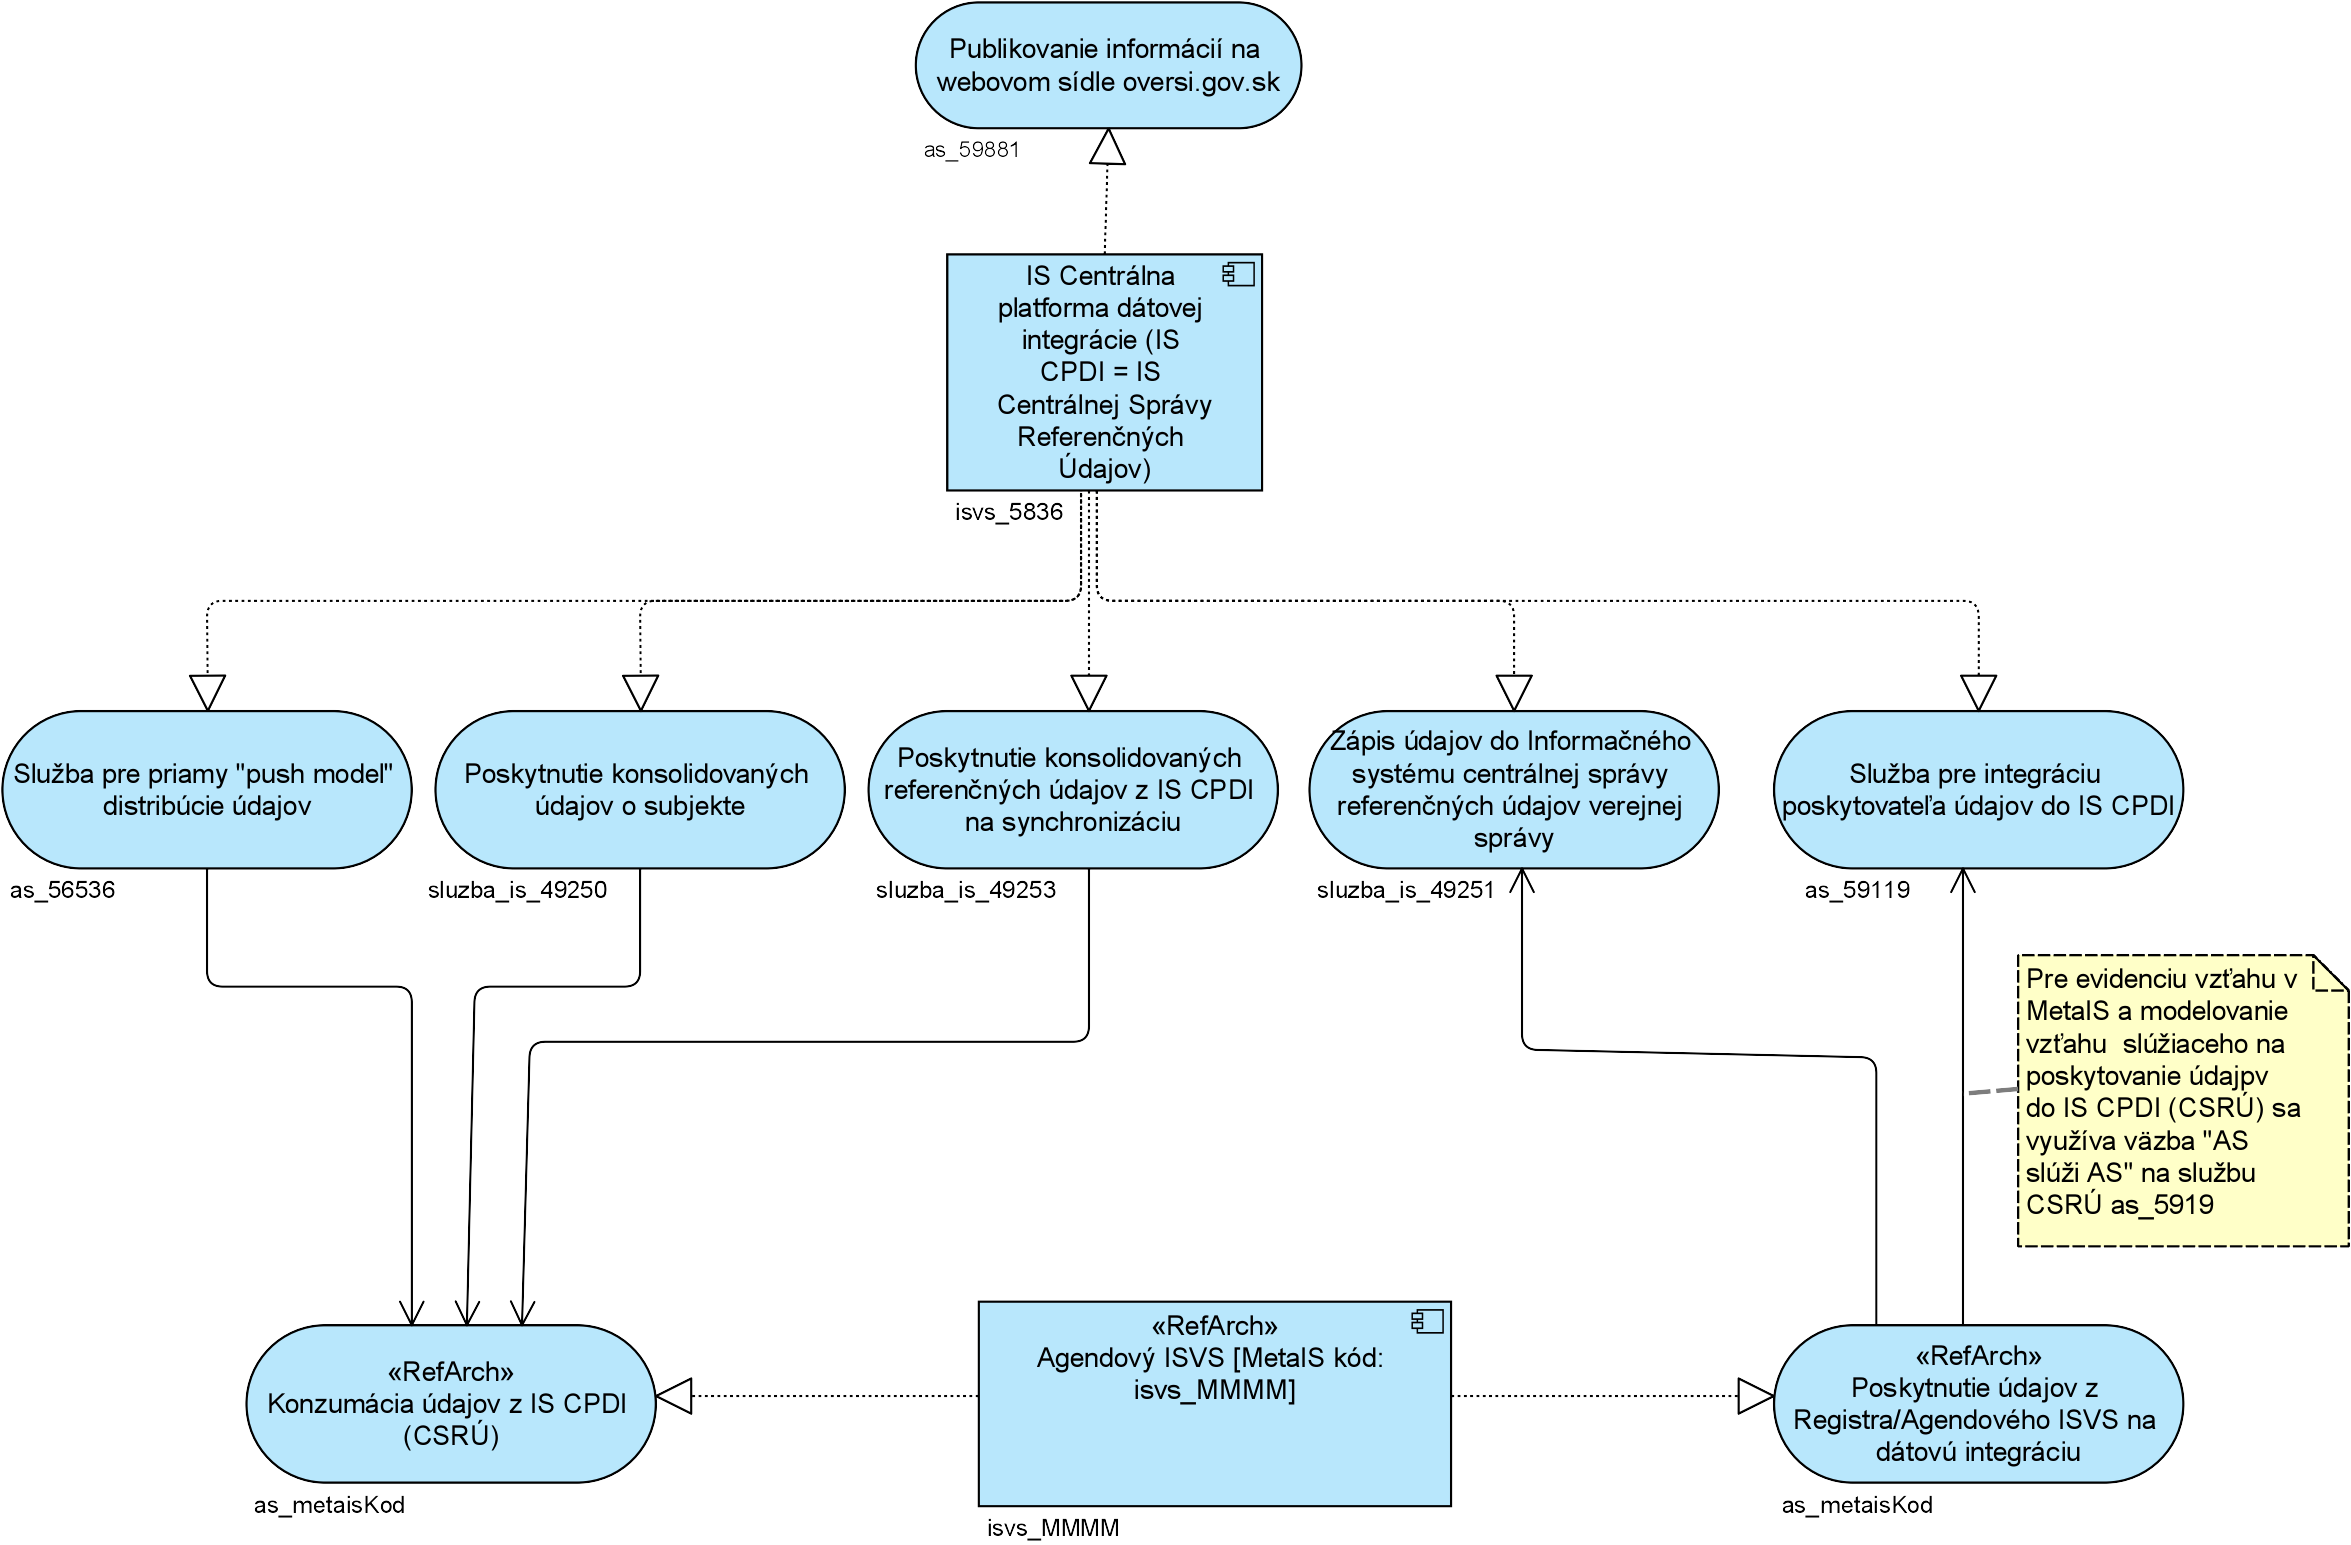 Publikovanie informácií na
webovom sídle oversi.gov.sk
as_59881
IS Centrálna
platforma dátovej
integrácie (IS
CPDI = IS
Centrálnej Správy
Referenčných
Údajov)
isvs_5836
Služba pre priamy "push model"
distribúcie údajov
as_56536
Poskytnutie konsolidovaných
údajov o subjekte
sluzba_is_49250
Poskytnutie konsolidovaných
referenčných údajov z IS CPDI
na synchronizáciu
sluzba_is_49253
Zápis údajov do Informačného
systému centrálnej správy
referenčných údajov verejnej
správy
sluzba_is_49251
Služba pre integráciu
poskytovateľa údajov do IS CPDI
as_59119
Pre evidenciu vzťahu v
MetaIS a modelovanie
vzťahu  slúžiaceho na
poskytovanie údajpv
do IS CPDI (CSRÚ) sa
využíva väzba "AS
slúži AS" na službu
CSRÚ as_5919
«RefArch»
Konzumácia údajov z IS CPDI
(CSRÚ)
as_metaisKod
«RefArch»
Agendový ISVS [MetaIS kód:
isvs_MMMM]
isvs_MMMM
«RefArch»
Poskytnutie údajov z
Registra/Agendového ISVS na
dátovú integráciu
as_metaisKod